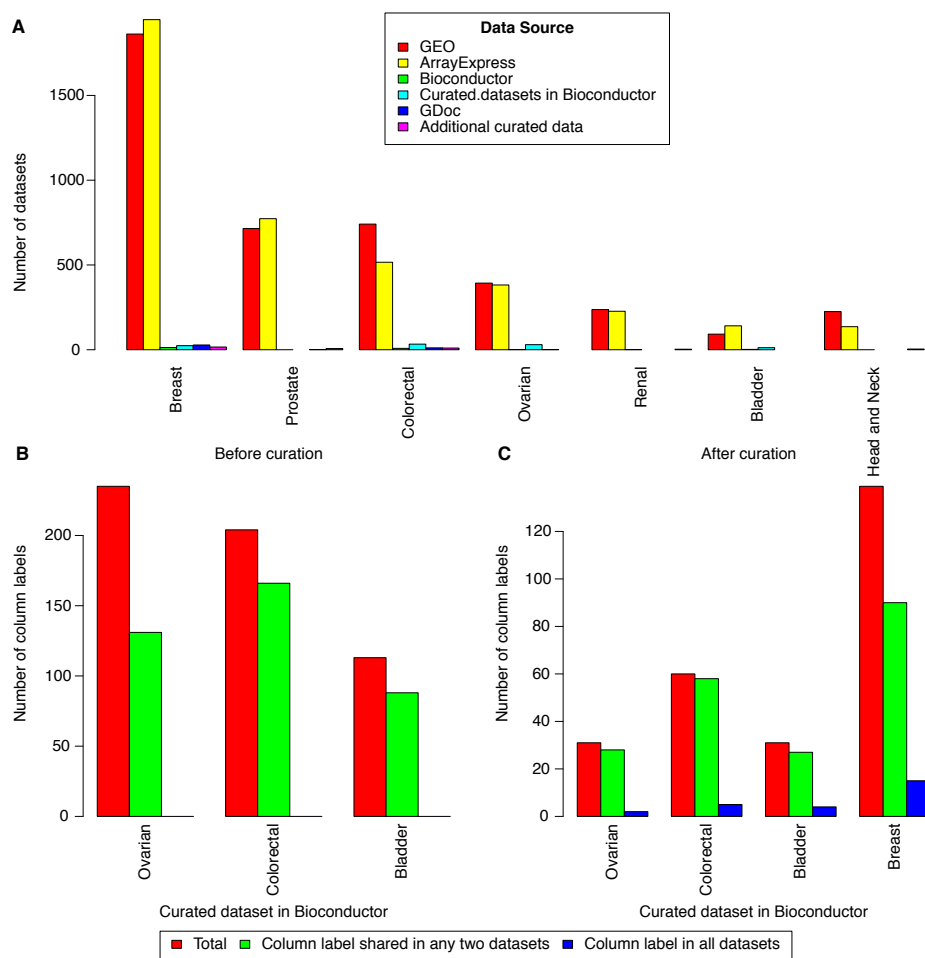 A
Data Source
GEO
ArrayExpress
Bioconductor
Curated.datasets in Bioconductor
GDoc
Additional curated data
Number of datasets
1500
1000
500
0
Breast
Prostate
Colorectal
Ovarian
Renal
Bladder
Head and Neck
B
Before curation
Number of column labels
200
150
100
50
0
Ovarian
Colorectal
Bladder
Curated dataset in Bioconductor
C
After curation
Number of column labels
120
100
80
60
40
20
0
Ovarian
Colorectal
Bladder
Breast
Curated dataset in Bioconductor
Total Column label shared in any two datasets Column label in all datasets